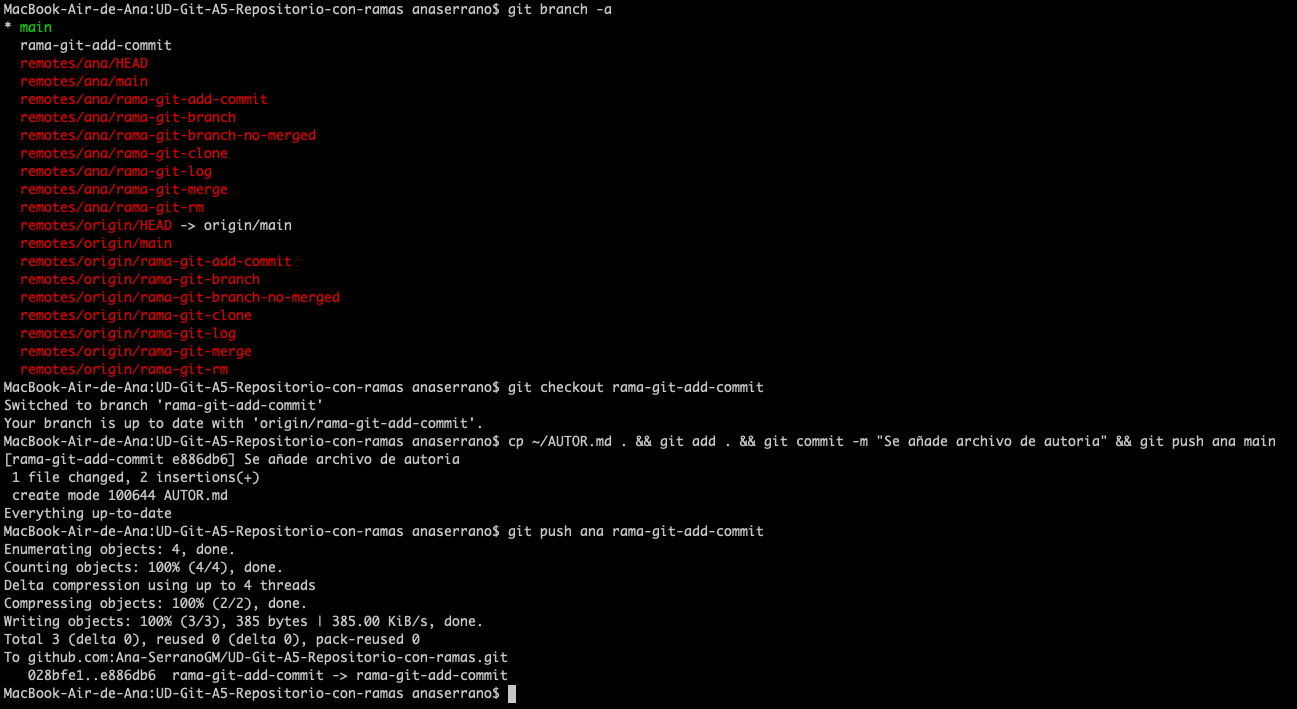 MacBook-Air-de-Ana:UD-Git-A5-Repositorio-con-ramas anaserrano$ git branch -a
* main
  rama-git-add-commit
  remotes/ana/HEAD
  remotes/ana/main
  remotes/ana/rama-git-add-commit
  remotes/ana/rama-git-branch
  remotes/ana/rama-git-branch-no-merged
  remotes/ana/rama-git-clone
  remotes/ana/rama-git-log
  remotes/ana/rama-git-merge
  remotes/ana/rama-git-rm
  remotes/origin/HEAD -> origin/main
  remotes/origin/main
  remotes/origin/rama-git-add-commit
  remotes/origin/rama-git-branch
  remotes/origin/rama-git-branch-no-merged
  remotes/origin/rama-git-clone
  remotes/origin/rama-git-log
  remotes/origin/rama-git-merge
  remotes/origin/rama-git-rm
MacBook-Air-de-Ana:UD-Git-A5-Repositorio-con-ramas anaserrano$ git checkout rama-git-add-commit
Switched to branch 'rama-git-add-commit'
Your branch is up to date with 'origin/rama-git-add-commit'.
MacBook-Air-de-Ana:UD-Git-A5-Repositorio-con-ramas anaserrano$ cp ~/AUTOR.md . && git add . && git commit -m "Se añade archivo de autoria" && git push ana main
[rama-git-add-commit e886db6] Se añade archivo de autoria
 1 file changed, 2 insertions(+)
 create mode 100644 AUTOR.md
Everything up-to-date
MacBook-Air-de-Ana:UD-Git-A5-Repositorio-con-ramas anaserrano$ git push ana rama-git-add-commit
Enumerating objects: 4, done.
Counting objects: 100% (4/4), done.
Delta compression using up to 4 threads
Compressing objects: 100% (2/2), done.
Writing objects: 100% (3/3), 385 bytes | 385.00 KiB/s, done.
Total 3 (delta 0), reused 0 (delta 0), pack-reused 0
To github.com:Ana-SerranoGM/UD-Git-A5-Repositorio-con-ramas.git
   028bfe1..e886db6  rama-git-add-commit -> rama-git-add-commit
MacBook-Air-de-Ana:UD-Git-A5-Repositorio-con-ramas anaserrano$